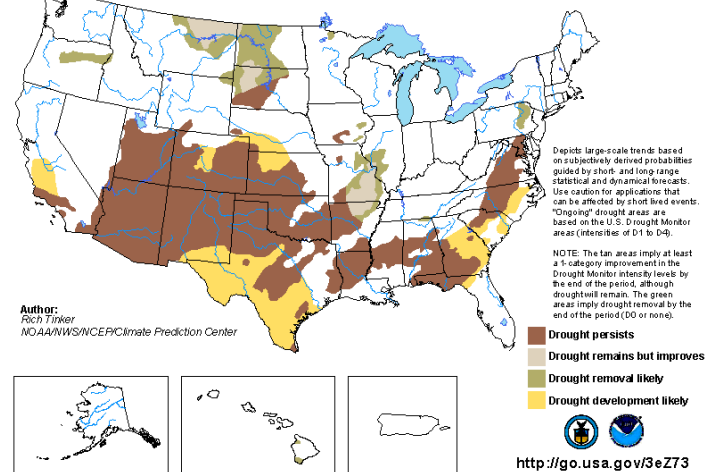 Depicts large-scale trends based
on subjectively derived probabilities
guided by short- and long-range
statistical and dynamical forecasts.
Use caution for applications that
can be affected by short lived events.
"Ongoing" drought areas are
based on the U.S. Drought Monitor
areas (intensities of D1 to D4).
NOTE: The tan areas imply at least
a 1-category improvement in the
Drought Monitor intensity levels by
the end of the period, although
drought will remain. The green
areas imply drought removal by the
end of the period (D0 or none).
Author:
Rich Tinker
NOAA/NWS/NCEP/Climate Prediction Center
Drought persists
Drought remains but improves
Drought removal likely
Drought development likely
http://go.usa.gov/3eZ73